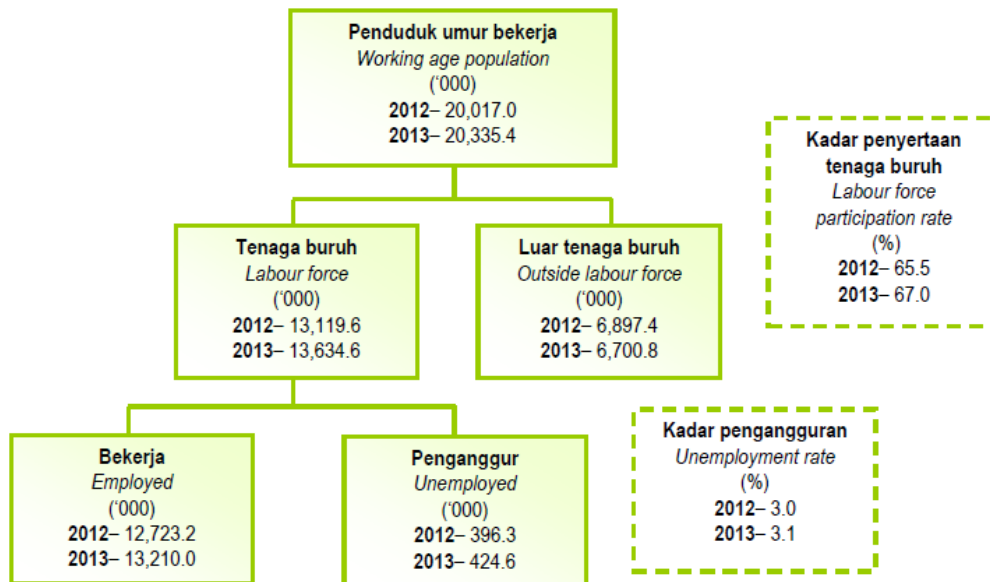 Penduduk umur bekerja
Working age population
(‘000)
2012– 20,017.0
2013– 20,335.4
Kadar penyertaan
tenaga buruh
Labour force
participation rate
(%)
2012– 65.5
2013– 67.0
Tenaga buruh
Labour force
(‘000)
2012– 13,119.6
2013– 13,634.6
Luar tenaga buruh
Outside labour force
(‘000)
2012– 6,897.4
2013– 6,700.8
Bekerja
Employed
(‘000)
2012– 12,723.2
2013– 13,210.0
Penganggur
Unemployed
(‘000)
2012– 396.3
2013– 424.6
Kadar pengangguran
Unemployment rate
(%)
2012– 3.0
2013– 3.1